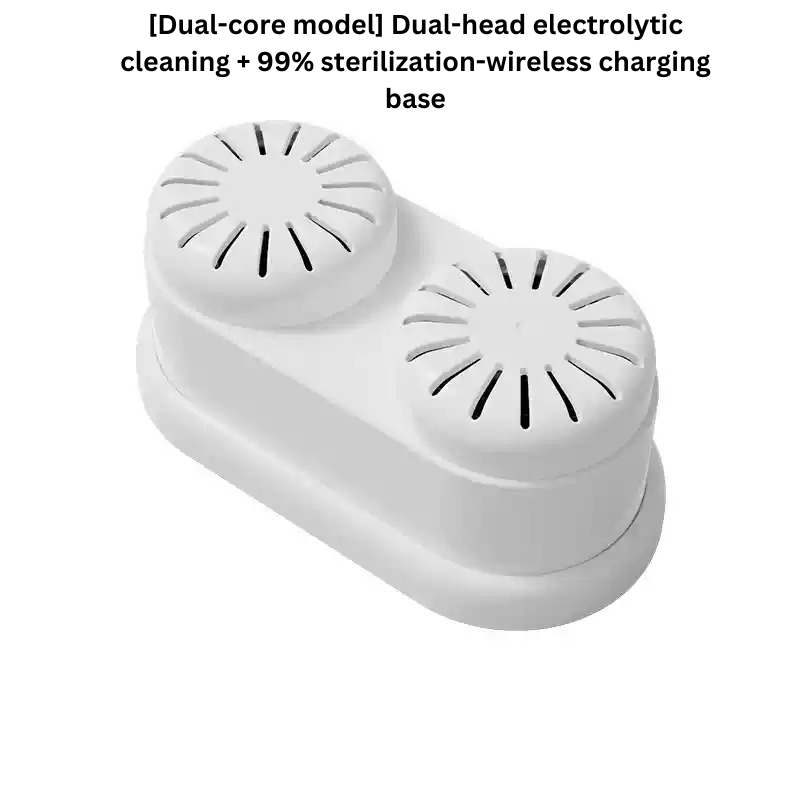 [Dual-core model] Dual-head electrolytic
cleaning + 99% sterilization-wireless charging
base